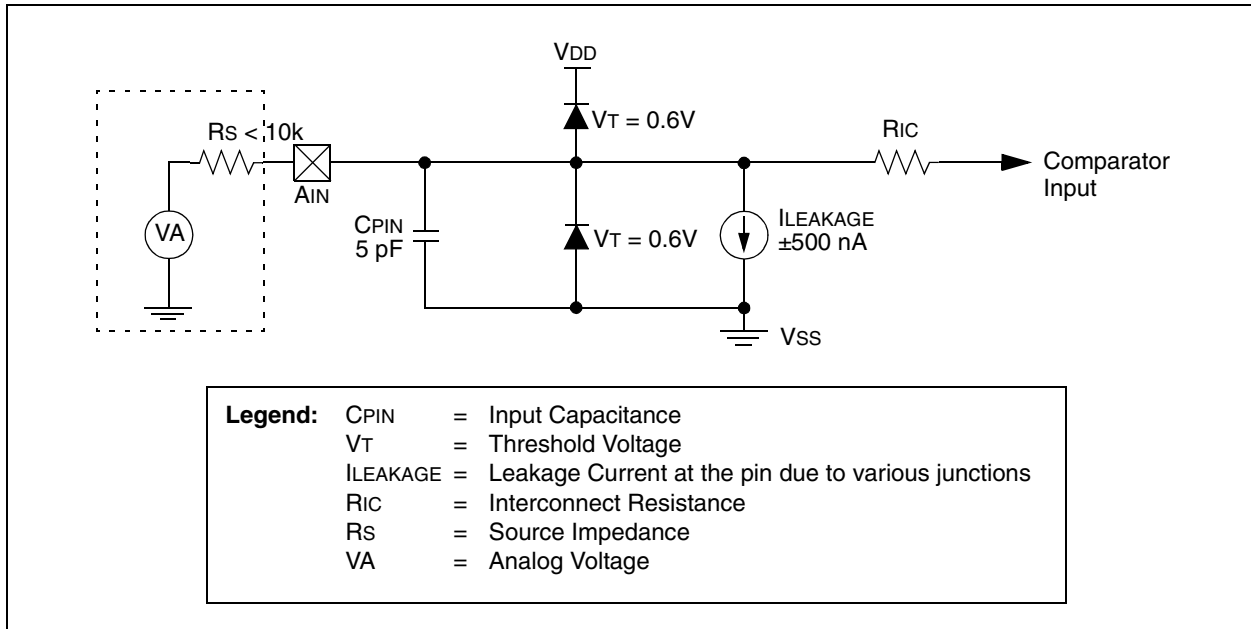 VDD
VT = 0.6V
RS < 10k
RIC
AIN
Comparator
Input
VA
CPIN
5 pF
VT = 0.6V
ILEAKAGE
±500 nA
VSS
Legend: CPIN = Input Capacitance
VT = Threshold Voltage
ILEAKAGE = Leakage Current at the pin due to various junctions
RIC = Interconnect Resistance
RS = Source Impedance
VA = Analog Voltage